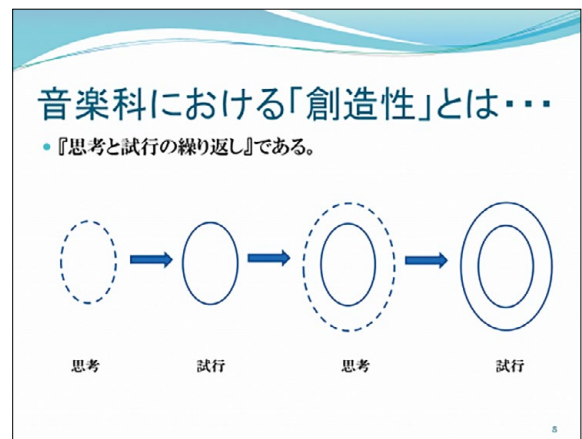 音楽科における「創造性」とは・・・
• 『思考と試行の繰り返し』である。
思考 試行 思考 試行
8